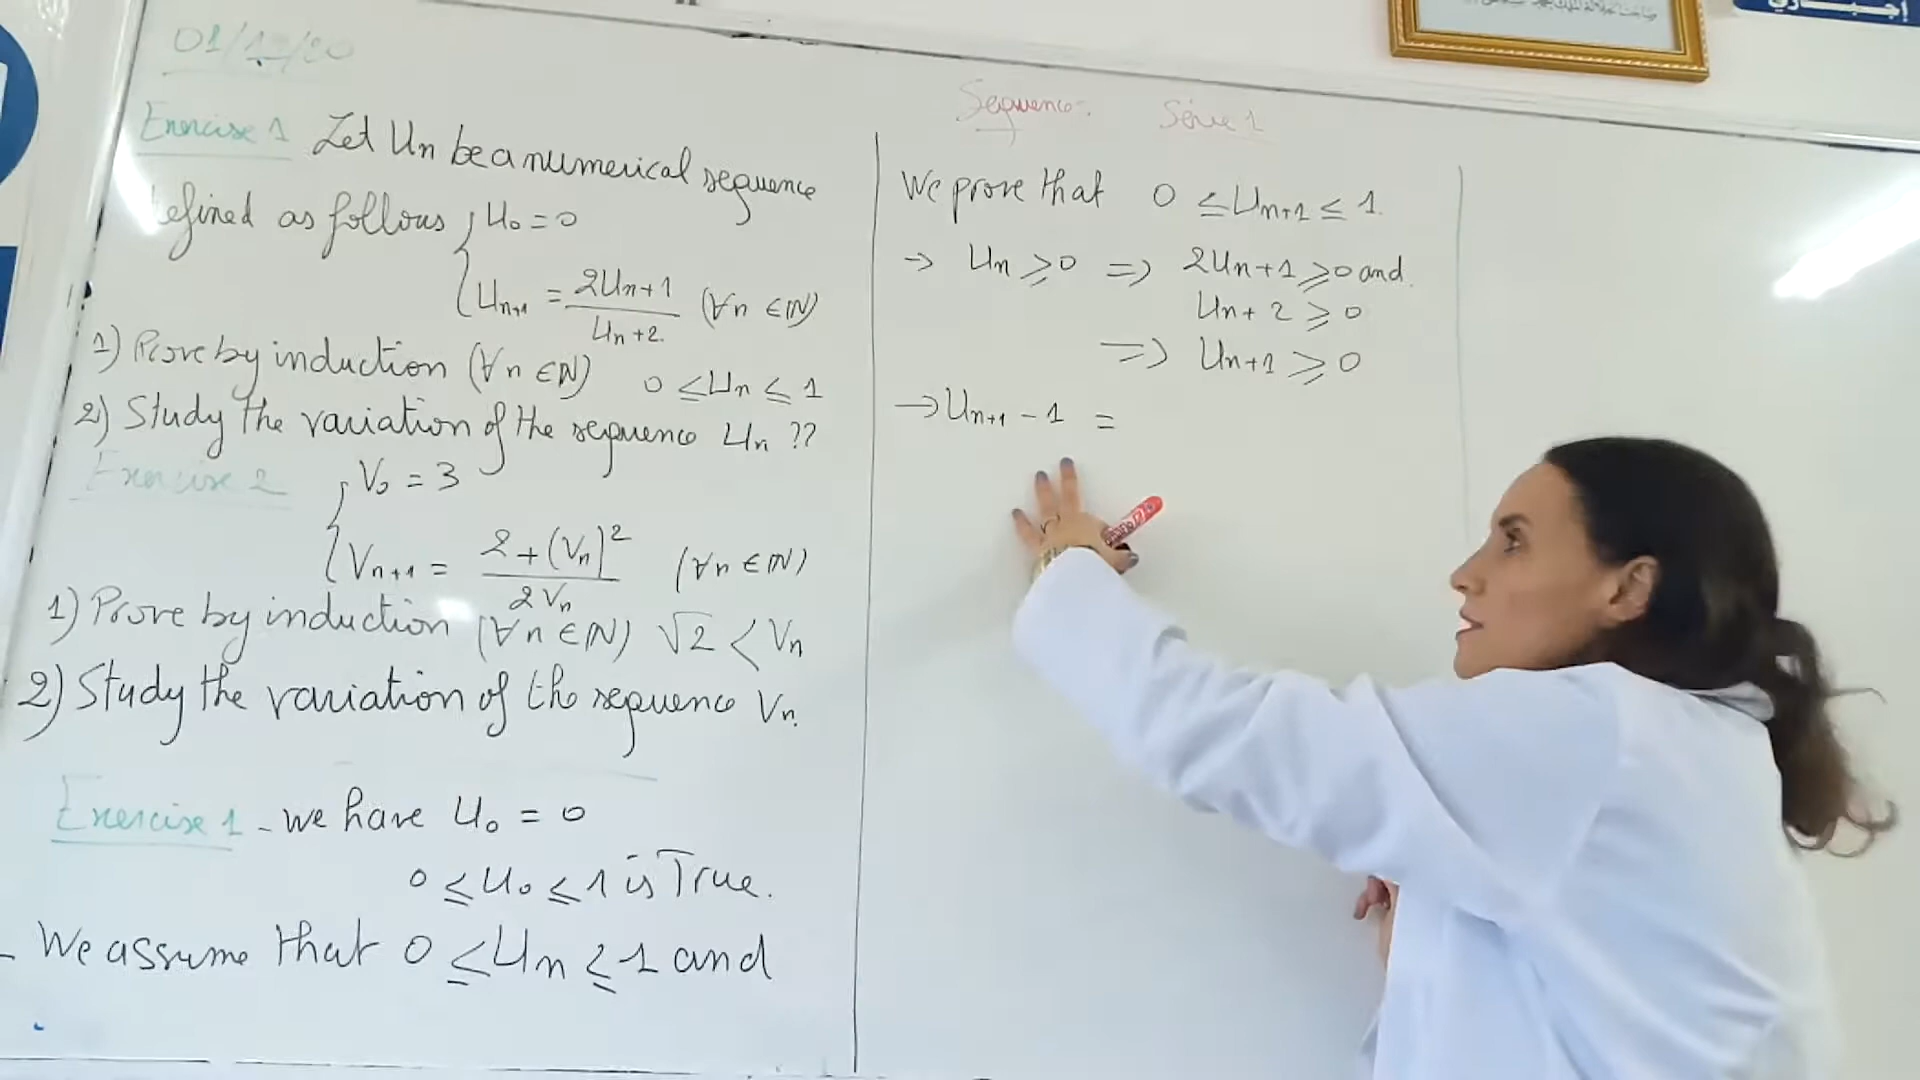 01/12/20
Exercise 1 Let Un be a numerical sequence
defined as follows { U0 = 0
Un+1 = (2Un+1)/(Un+2) (∀n ∈ ℕ)
1) Prove by induction (∀n ∈ ℕ) 0 ≤ Un ≤ 1
2) Study the variation of the sequence Un ??
Exercise 2 { V0 = 3
Vn+1 = (2+(Vn)²)/(2Vn) (∀n ∈ ℕ)
1) Prove by induction (∀n ∈ ℕ) √2 < Vn
2) Study the variation of the sequence Vn.
Exercise 1 - we have U0 = 0
0 ≤ U0 ≤ 1 is True.
- We assume that 0 ≤ Un ≤ 1 and
Sequence: Série 1
We prove that 0 ≤ Un+1 ≤ 1.
→ Un ≥ 0 ⇒ 2Un+1 ≥ 0 and.
Un + 2 ≥ 0
⇒ Un+1 ≥ 0
→ Un+1 - 1 =